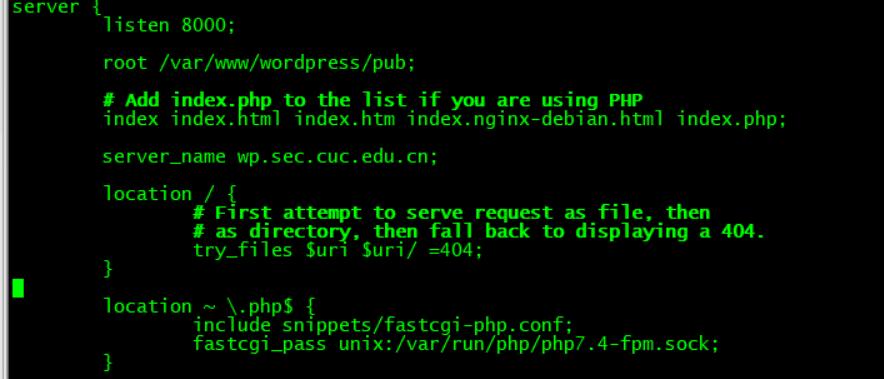 server {
listen 8000;
root /var/www/wordpress/pub;
# Add index.php to the list if you are using PHP
index index.html index.htm index.nginx-debian.html index.php;
server_name wp.sec.cuc.edu.cn;
location / {
# First attempt to serve request as file, then
# as directory, then fall back to displaying a 404.
try_files $uri $uri/ =404;
}
location ~ \.php$ {
include snippets/fastcgi-php.conf;
fastcgi_pass unix:/var/run/php/php7.4-fpm.sock;
}